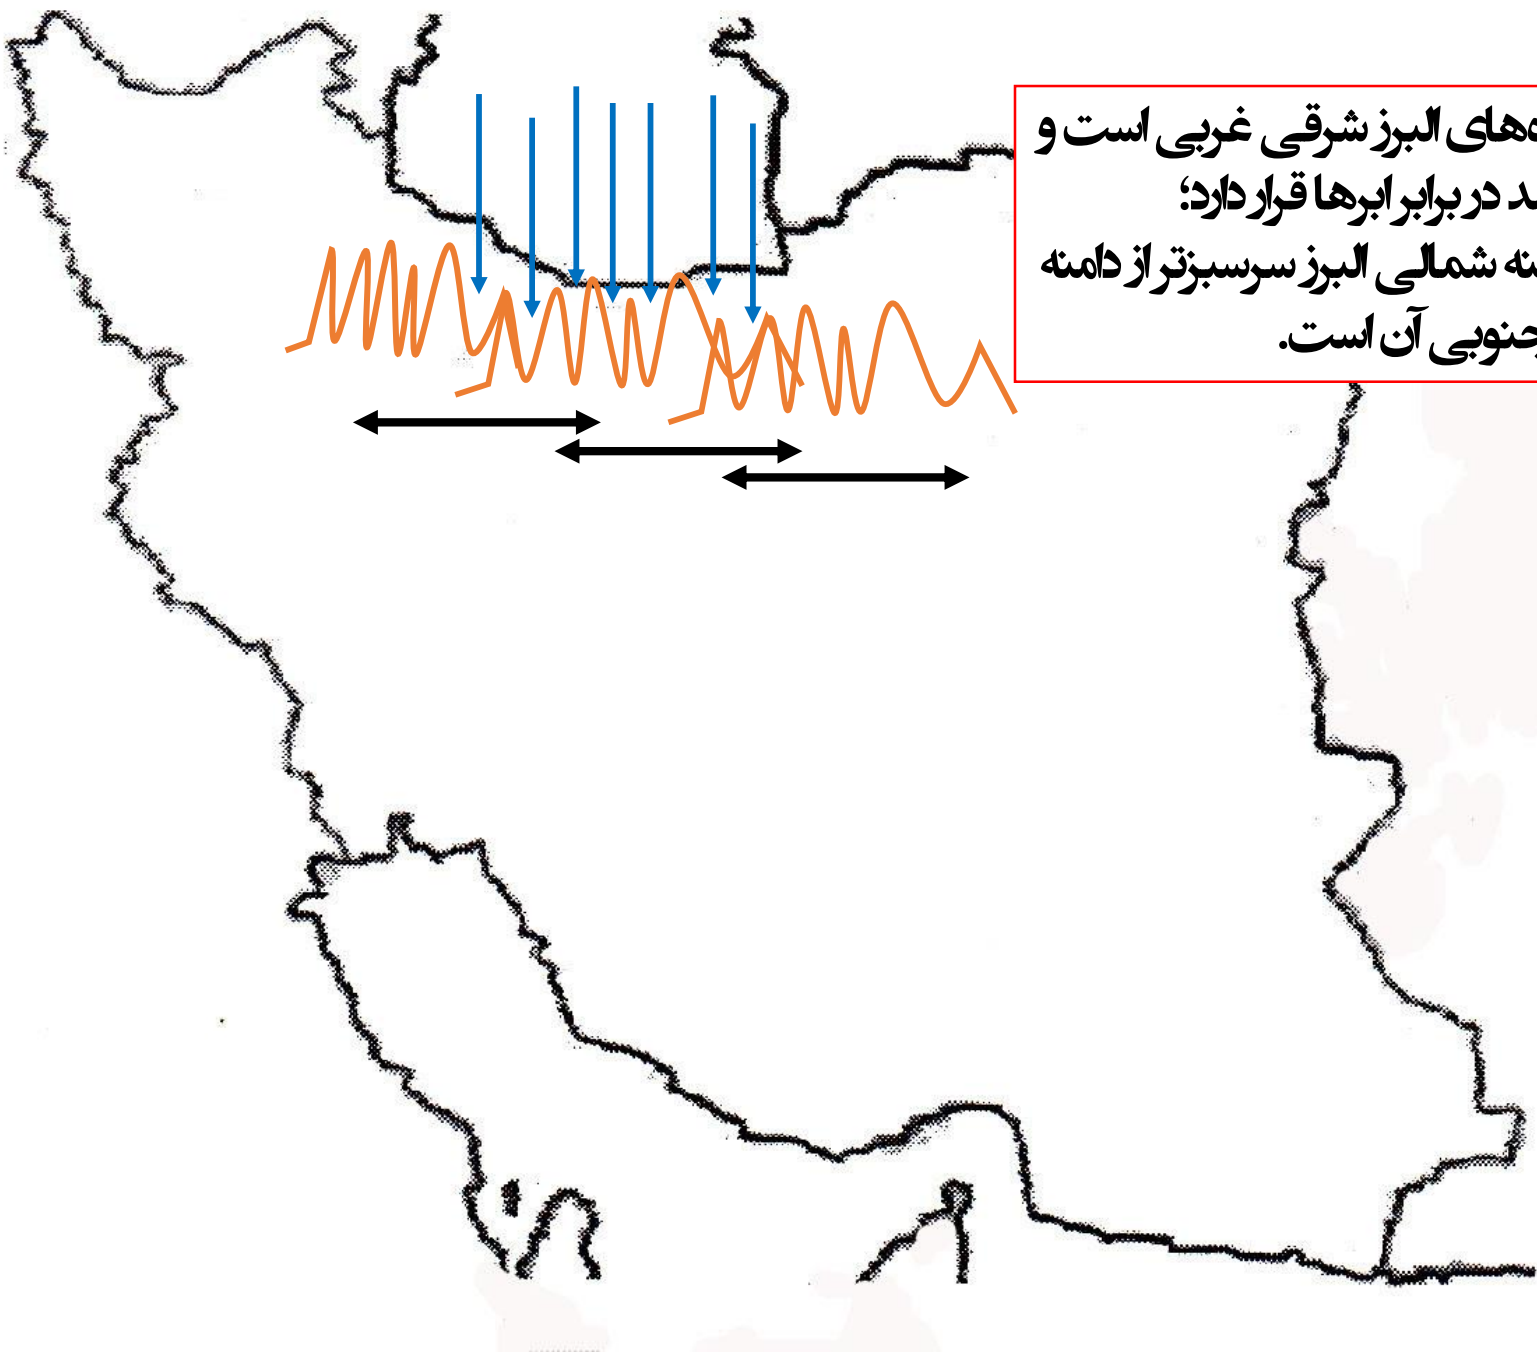 ه‌های البرز شرقی غربی است و
د در برابر ابرها قرار دارد؛
نه شمالی البرز سرسبزتر از دامنه
جنوبی آن است.